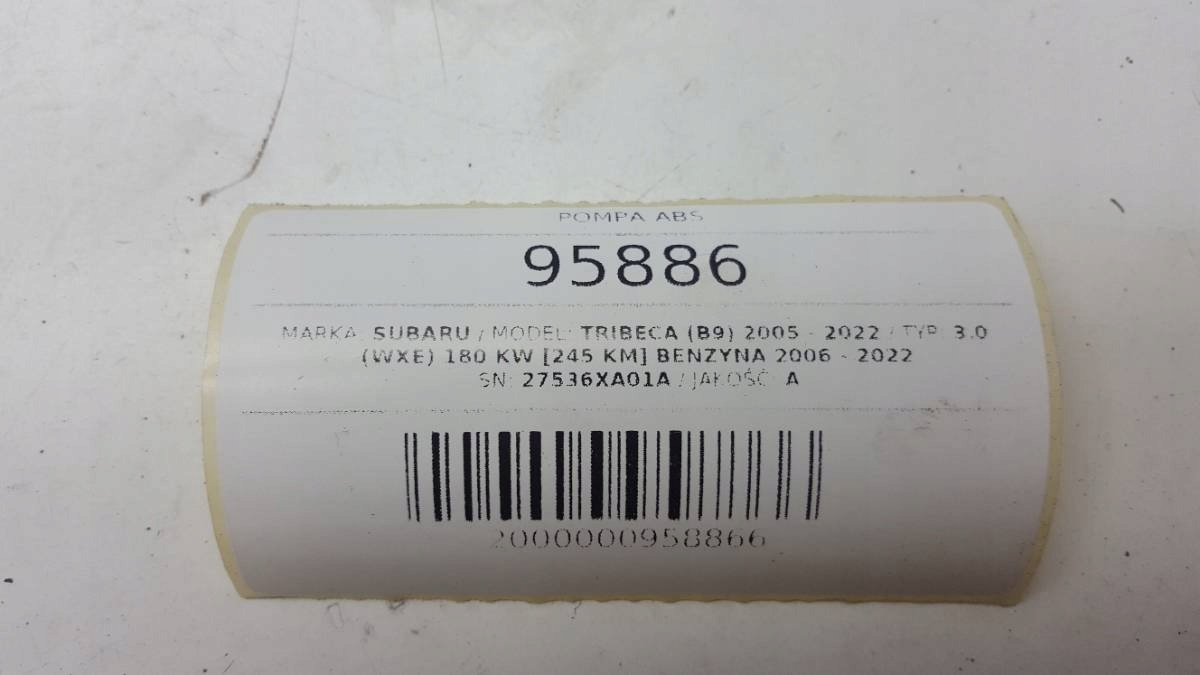 POMPA ABS
95886
MARKA: SUBARU / MODEL: TRIBECA (B9) 2005 - 2022 / TYP: 3.0
(WXE) 180 KW [245 KM] BENZYNA 2006 - 2022
SN: 27536XA01A / JAKOŚĆ: A
2000000958866